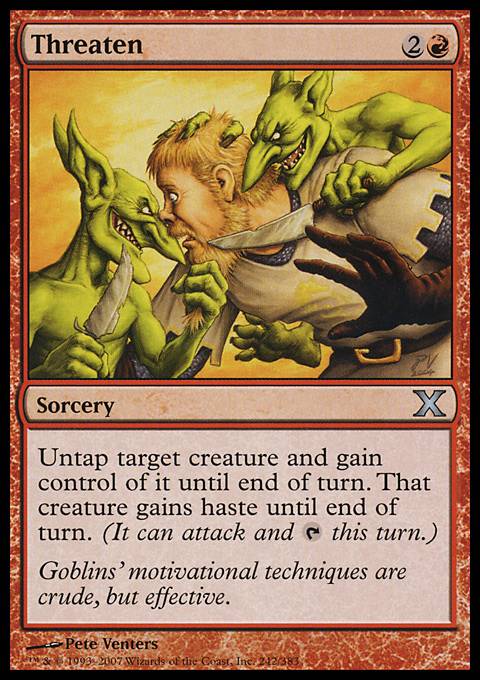 Threaten 2
Sorcery X
Untap target creature and gain
control of it until end of turn. That
creature gains haste until end of
turn. (It can attack and this turn.)
Goblins' motivational techniques are
crude, but effective.
Pete Venters
™ & © 1993-2007 Wizards of the Coast, Inc. 242/383